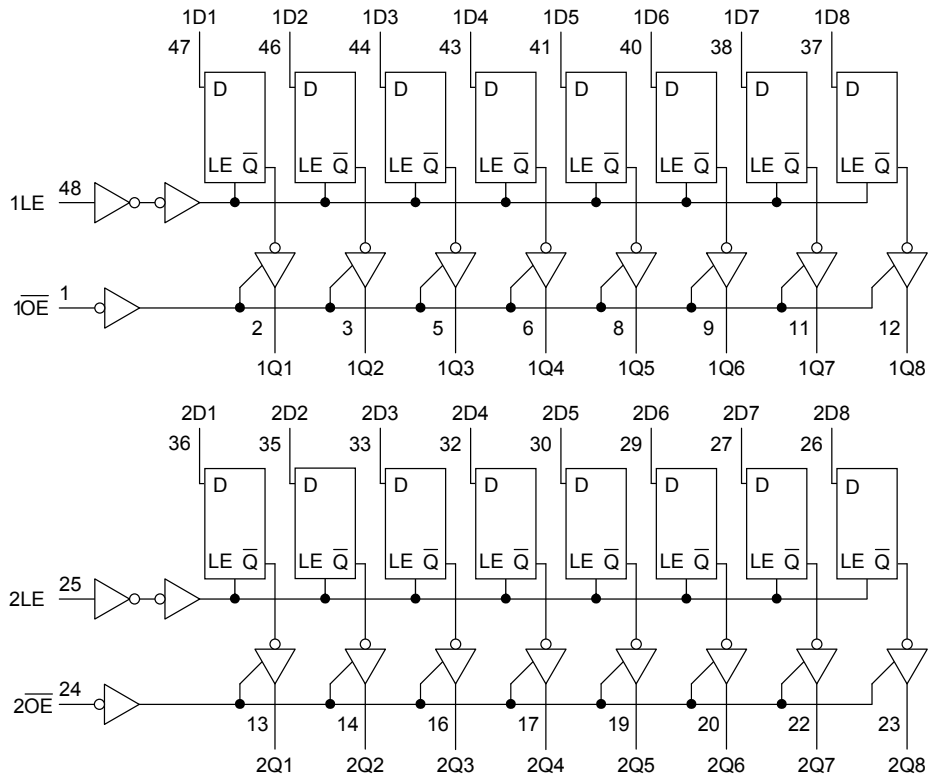 1D1 1D2 1D3 1D4 1D5 1D6 1D7 1D8
47 46 44 43 41 40 38 37
D D D D D D D D
LE Q̅ LE Q̅ LE Q̅ LE Q̅ LE Q̅ LE Q̅ LE Q̅ LE Q̅
1LE 48
1O̅E̅ 1
2 3 5 6 8 9 11 12
1Q1 1Q2 1Q3 1Q4 1Q5 1Q6 1Q7 1Q8
2D1 2D2 2D3 2D4 2D5 2D6 2D7 2D8
36 35 33 32 30 29 27 26
D D D D D D D D
LE Q̅ LE Q̅ LE Q̅ LE Q̅ LE Q̅ LE Q̅ LE Q̅ LE Q̅
2LE 25
2O̅E̅ 24
13 14 16 17 19 20 22 23
2Q1 2Q2 2Q3 2Q4 2Q5 2Q6 2Q7 2Q8